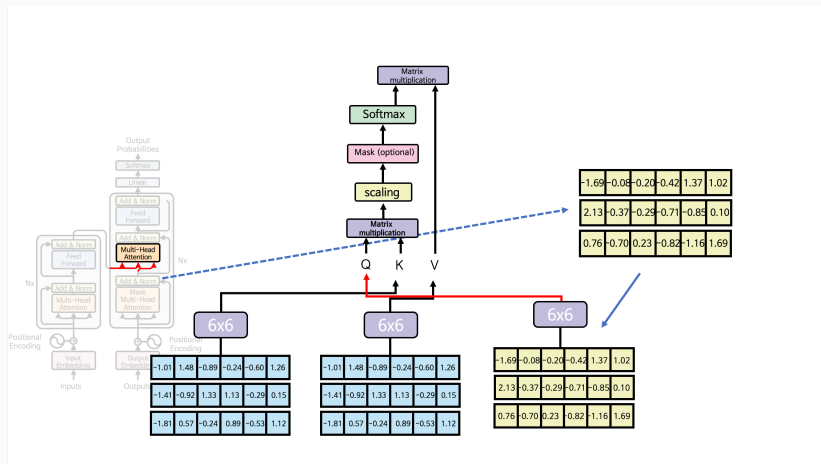 Matrix
multiplication
Softmax
Mask (optional)
scaling
Matrix
multiplication
Q K V
6x6 6x6 6x6
Output
Probabilities
Softmax
Linear
Add & Norm
Feed
Forward
Add & Norm
Multi-Head
Attention
Add & Norm
Feed
Forward
Nx
Nx
Add & Norm
Multi-Head
Attention
Add & Norm
Mask
Multi-Head
Attention
Positional
Encoding
Positional
Encoding
Input
Embedding
Output
Embedding
Inputs
Outputs
-1.01 1.48 -0.89 -0.24 -0.60 1.26
-1.41 -0.92 1.33 1.13 -0.29 0.15
-1.81 0.57 -0.24 0.89 -0.53 1.12
-1.01 1.48 -0.89 -0.24 -0.60 1.26
-1.41 -0.92 1.33 1.13 -0.29 0.15
-1.81 0.57 -0.24 0.89 -0.53 1.12
-1.69 -0.08 -0.20 -0.42 1.37 1.02
2.13 -0.37 -0.29 -0.71 -0.85 0.10
0.76 -0.70 0.23 -0.82 -1.16 1.69
-1.69 -0.08 -0.20 -0.42 1.37 1.02
2.13 -0.37 -0.29 -0.71 -0.85 0.10
0.76 -0.70 0.23 -0.82 -1.16 1.69